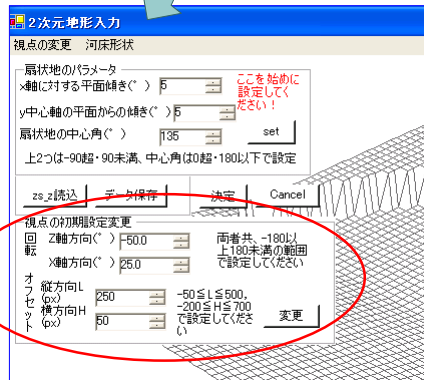 2次元地形入力
視点の変更 河床形状
扇状地のパラメータ
x軸に対する平面傾き(°) 5
ここを始めに
設定してく
ださい！
y中心軸の平面からの傾き(°) 5
扇状地の中心角(°) 135 set
上2つは-90超・90未満、中心角は0超・180以下で設定
zs_z読込 データ保存 決定 Cancel
視点の初期設定変更
回転
Z軸方向(°) -50.0
X軸方向(°) 25.0
両者共、-180以
上180未満の範囲
で設定してください
オフセット
縦方向L
(px) 250
横方向H
(px) 50
-50≦L≦500,
-200≦H≦700
で設定してくださ
い
変更